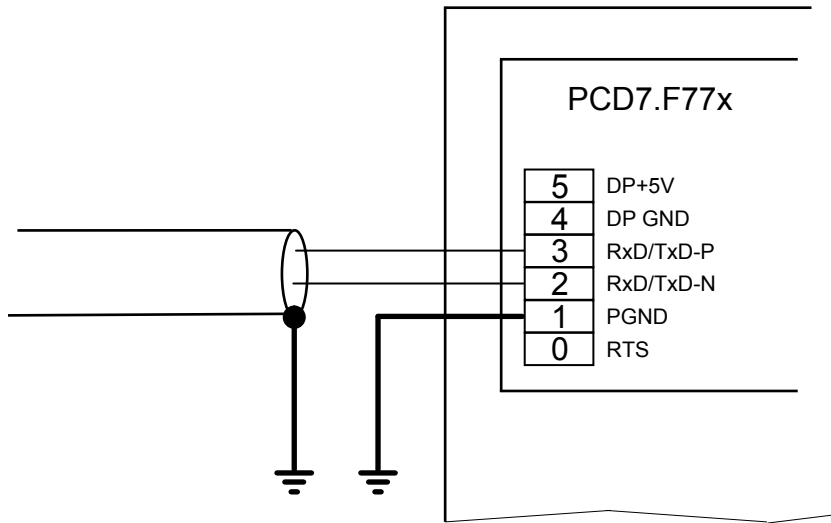 PCD7.F77x
5 DP+5V
4 DP GND
3 RxD/TxD-P
2 RxD/TxD-N
1 PGND
0 RTS